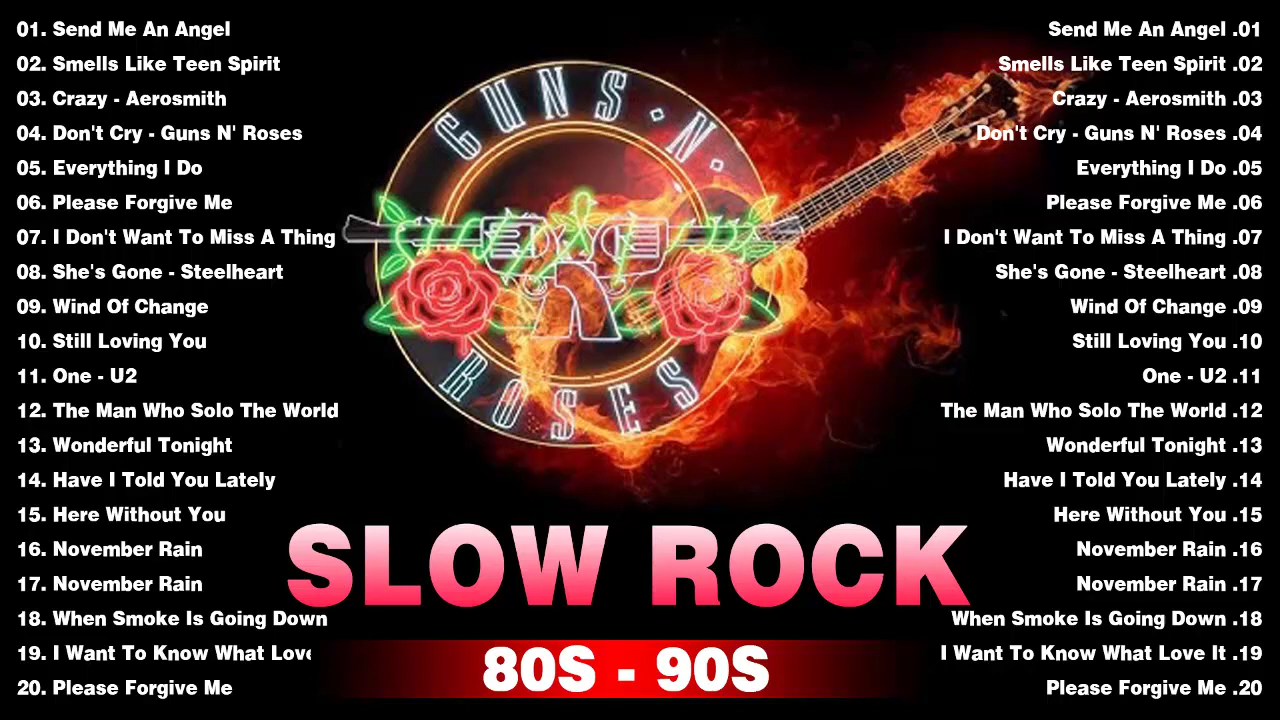 01. Send Me An Angel
02. Smells Like Teen Spirit
03. Crazy - Aerosmith
04. Don't Cry - Guns N' Roses
05. Everything I Do
06. Please Forgive Me
07. I Don't Want To Miss A Thing
08. She's Gone - Steelheart
09. Wind Of Change
10. Still Loving You
11. One - U2
12. The Man Who Solo The World
13. Wonderful Tonight
14. Have I Told You Lately
15. Here Without You
16. November Rain
17. November Rain
18. When Smoke Is Going Down
19. I Want To Know What Love
20. Please Forgive Me
GUNS N'
ROSES
SLOW ROCK
80S - 90S
Send Me An Angel .01
Smells Like Teen Spirit .02
Crazy - Aerosmith .03
Don't Cry - Guns N' Roses .04
Everything I Do .05
Please Forgive Me .06
I Don't Want To Miss A Thing .07
She's Gone - Steelheart .08
Wind Of Change .09
Still Loving You .10
One - U2 .11
The Man Who Solo The World .12
Wonderful Tonight .13
Have I Told You Lately .14
Here Without You .15
November Rain .16
November Rain .17
When Smoke Is Going Down .18
I Want To Know What Love It .19
Please Forgive Me .20